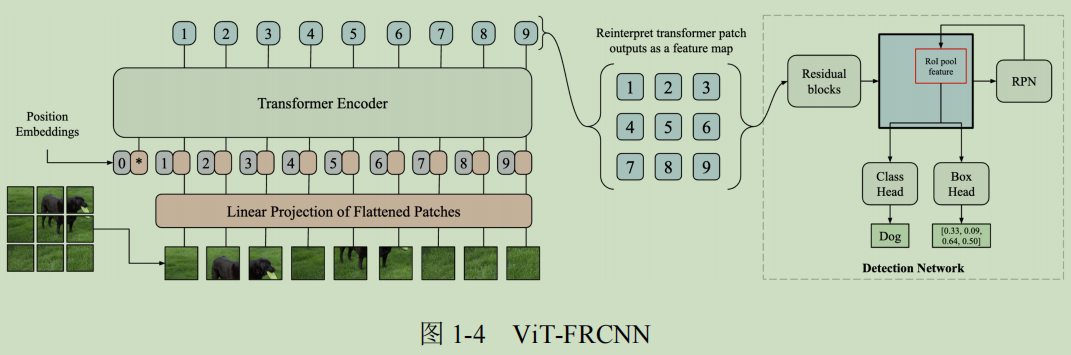 1 2 3 4 5 6 7 8 9
Transformer Encoder
Position
Embeddings
0 * 1 2 3 4 5 6 7 8 9
Linear Projection of Flattened Patches
Reinterpret transformer patch
outputs as a feature map
1 2 3
4 5 6
7 8 9
Residual
blocks
RoI pool
feature
RPN
Class
Head
Box
Head
Dog
[0.33, 0.09,
0.64, 0.50]
Detection Network
图 1-4 ViT-FRCNN